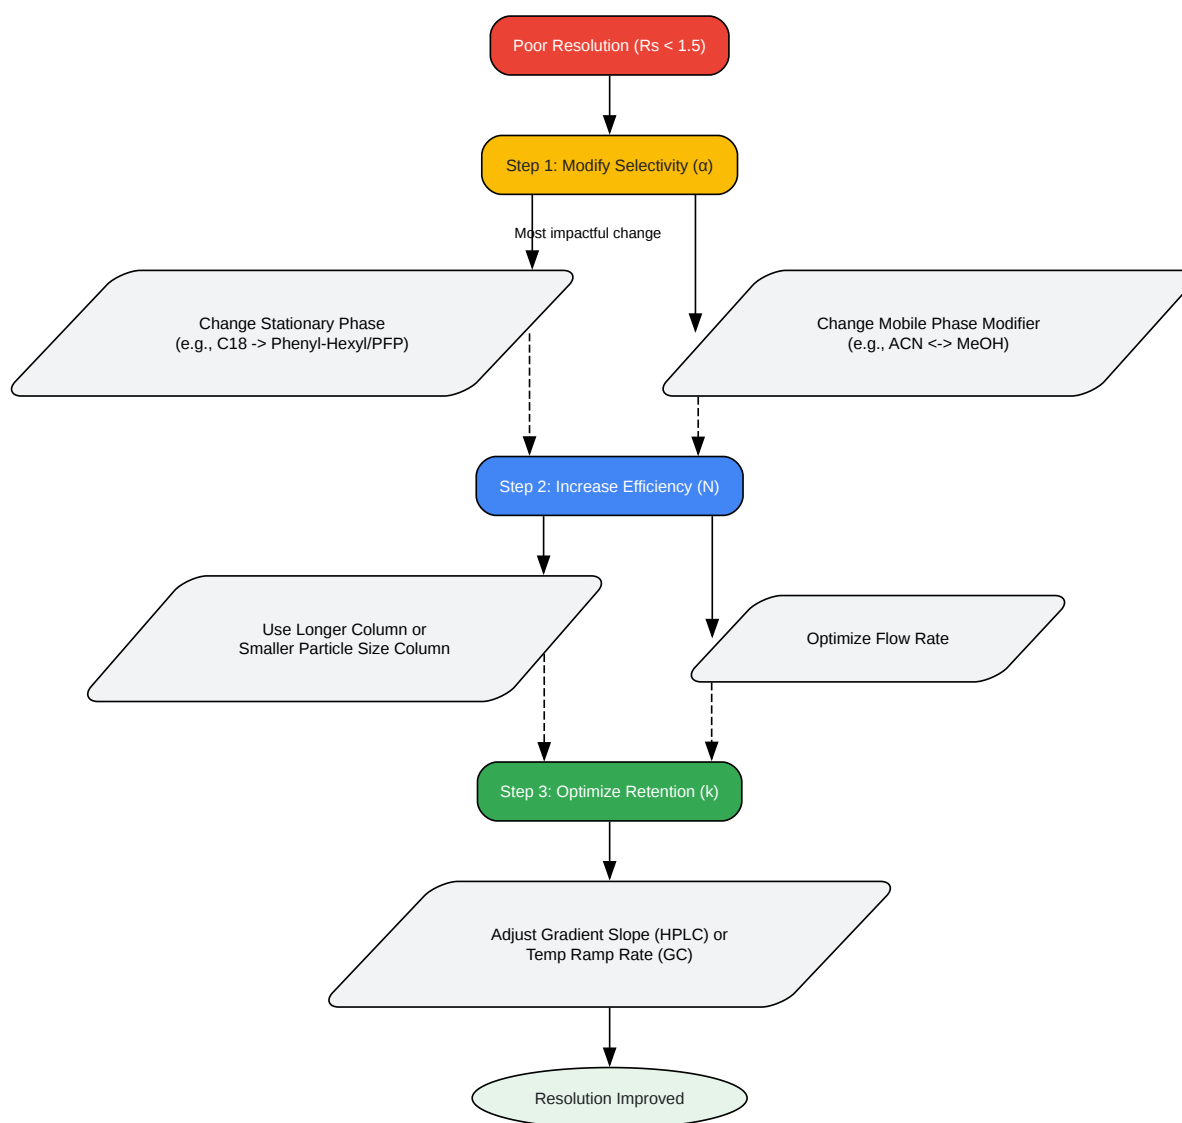 Poor Resolution (Rs < 1.5)
Step 1: Modify Selectivity (α)
Most impactful change
Change Stationary Phase
(e.g., C18 -> Phenyl-Hexyl/PFP)
Change Mobile Phase Modifier
(e.g., ACN <-> MeOH)
Step 2: Increase Efficiency (N)
Use Longer Column or
Smaller Particle Size Column
Optimize Flow Rate
Step 3: Optimize Retention (k)
Adjust Gradient Slope (HPLC) or
Temp Ramp Rate (GC)
Resolution Improved